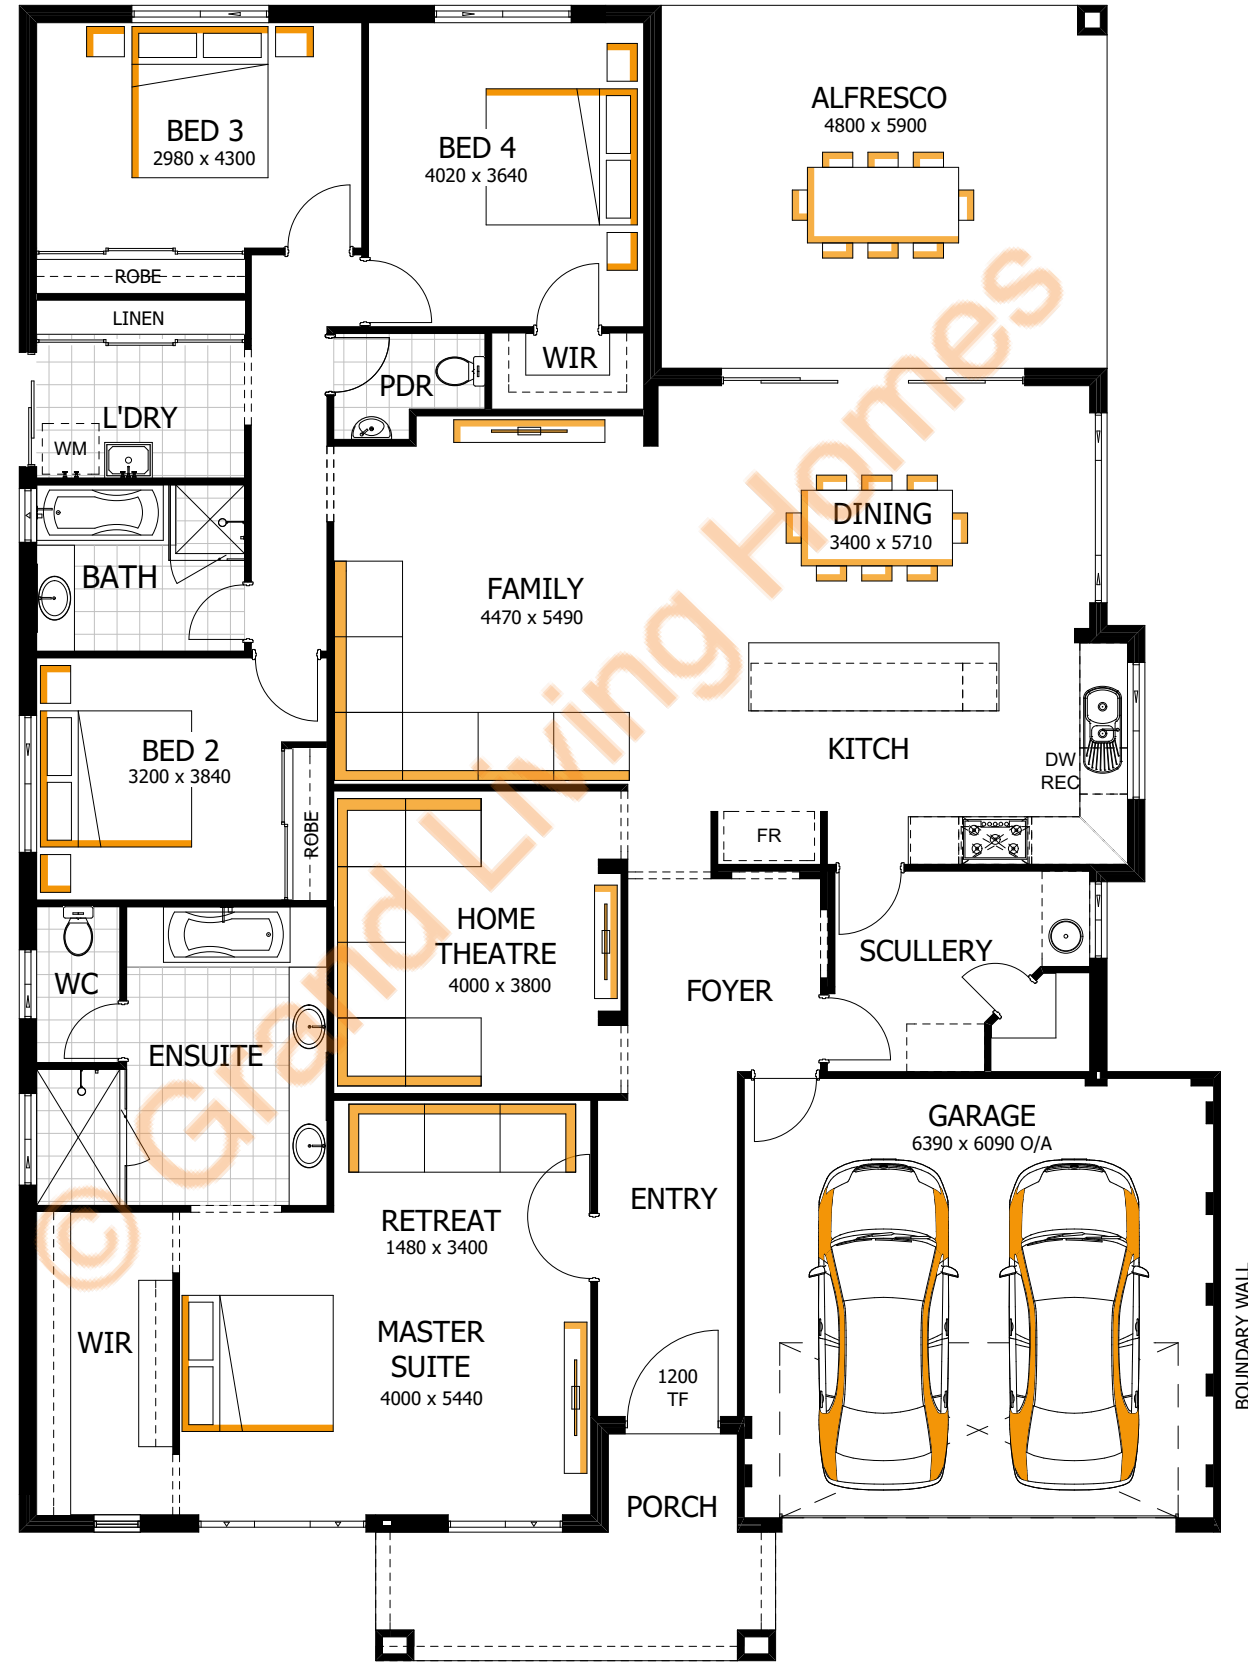 BED 3
2980 x 4300
BED 4
4020 x 3640
ALFRESCO
4800 x 5900
ROBE
LINEN
WIR
PDR
L'DRY
WM
DINING
3400 x 5710
BATH
FAMILY
4470 x 5490
BED 2
3200 x 3840
ROBE
KITCH
DW
REC
FR
HOME
THEATRE
4000 x 3800
SCULLERY
WC
FOYER
ENSUITE
GARAGE
6390 x 6090 O/A
ENTRY
RETREAT
1480 x 3400
WIR
MASTER
SUITE
4000 x 5440
1200
TF
BOUNDARY WALL
PORCH
© Grand Living Homes